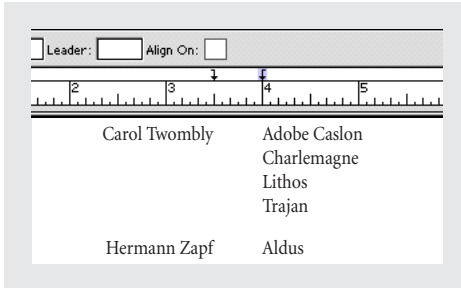 Leader: Align On:
2 3 4 5
Carol Twombly Adobe Caslon
Charlemagne
Lithos
Trajan
Hermann Zapf Aldus